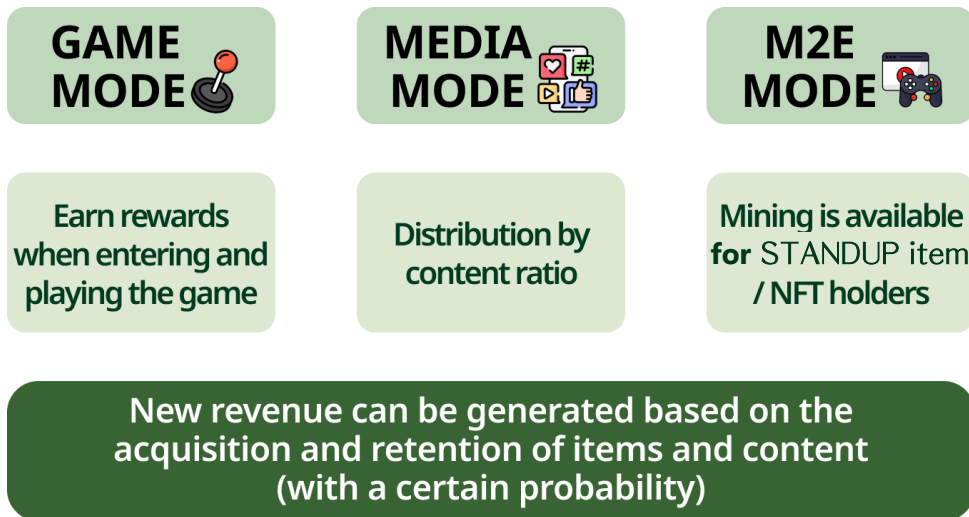 GAME
MODE
MEDIA
MODE
M2E
MODE
Earn rewards
when entering and
playing the game
Distribution by
content ratio
Mining is available
for STANDUP item
/ NFT holders
New revenue can be generated based on the
acquisition and retention of items and content
(with a certain probability)